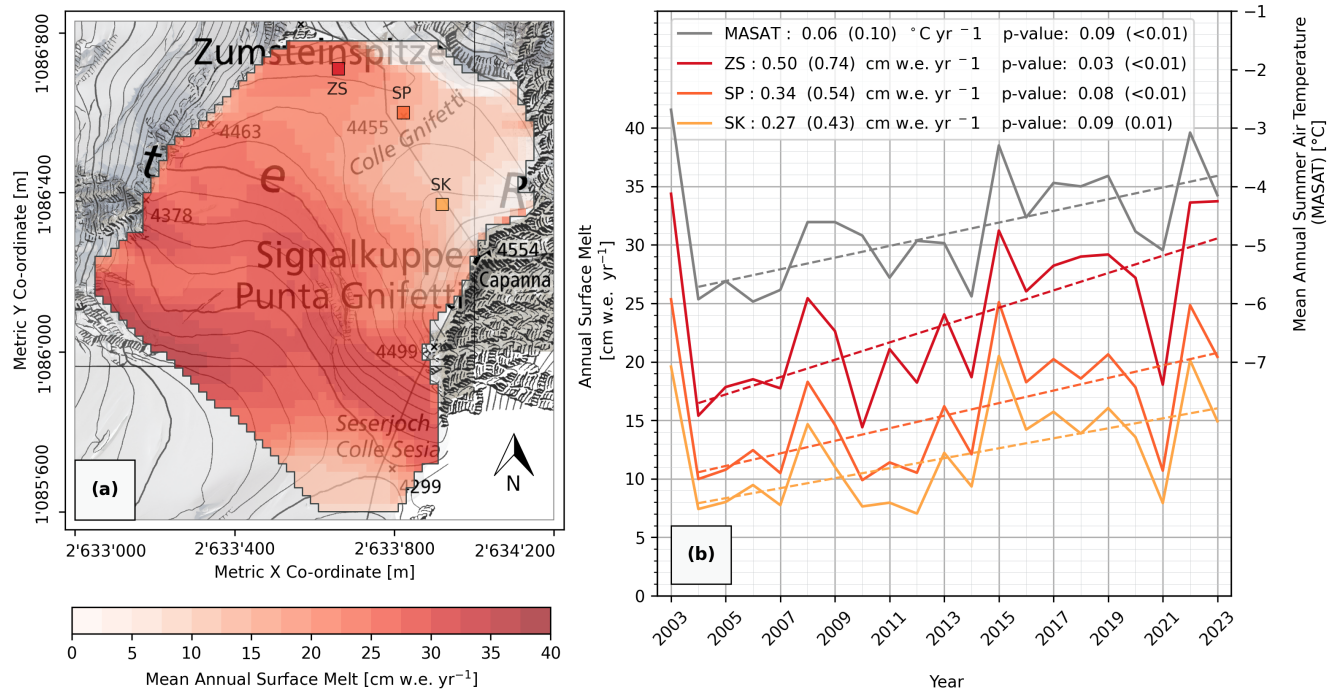 Zumsteinspitze
ZS
SP
4463
4455
Colle Gnifetti
t
e
SK
R
4378
Signalkuppe
4554
Punta Gnifetti
Capanna
4499
Seserjoch
Colle Sesia
4299
N
(a)
Metric Y Co-ordinate [m]
1'086'800
1'086'400
1'086'000
1'085'600
2'633'000 2'633'400 2'633'800 2'634'200
Metric X Co-ordinate [m]
0 5 10 15 20 25 30 35 40
Mean Annual Surface Melt [cm w.e. yr⁻¹]
MASAT : 0.06 (0.10) °C yr ⁻1 p-value: 0.09 (<0.01)
ZS : 0.50 (0.74) cm w.e. yr ⁻1 p-value: 0.03 (<0.01)
SP : 0.34 (0.54) cm w.e. yr ⁻1 p-value: 0.08 (<0.01)
SK : 0.27 (0.43) cm w.e. yr ⁻1 p-value: 0.09 (0.01)
Annual Surface Melt
[cm w.e. yr⁻¹]
40
35
30
25
20
15
10
5
0
(b)
2003 2005 2007 2009 2011 2013 2015 2017 2019 2021 2023
Year
−1
−2
−3
−4
−5
−6
−7
Mean Annual Summer Air Temperature
(MASAT) [°C]